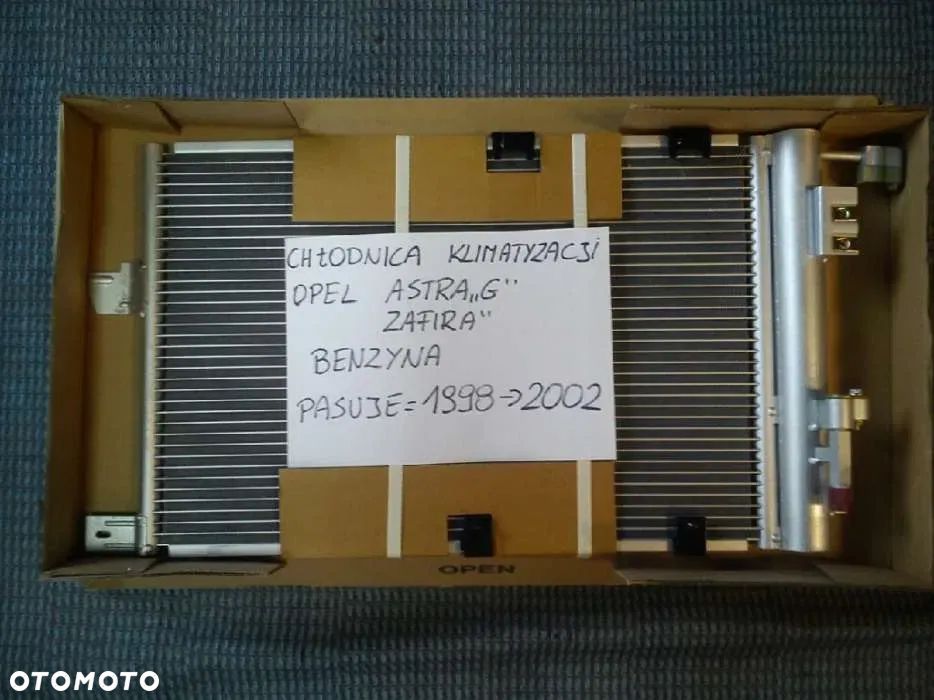 CHŁODNICA KLIMATYZACJI
OPEL ASTRA„G”
ZAFIRA”
BENZYNA
PASUJE=1998→2002
OPEN
OTOMOTO